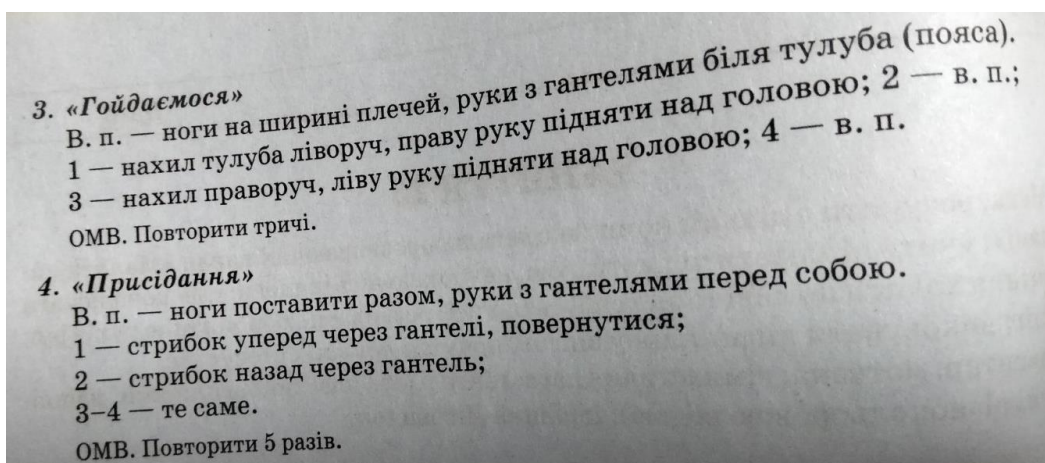 3. «Гойдаємося»
В. п. — ноги на ширині плечей, руки з гантелями біля тулуба (пояса).
1 — нахил тулуба ліворуч, праву руку підняти над головою; 2 — в. п.;
3 — нахил праворуч, ліву руку підняти над головою; 4 — в. п.
ОМВ. Повторити тричі.
4. «Присідання»
В. п. — ноги поставити разом, руки з гантелями перед собою.
1 — стрибок уперед через гантелі, повернутися;
2 — стрибок назад через гантель;
3–4 — те саме.
ОМВ. Повторити 5 разів.